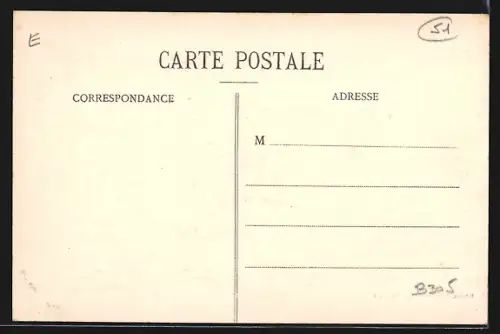 E
51
CARTE POSTALE
CORRESPONDANCE
ADRESSE
M
B305